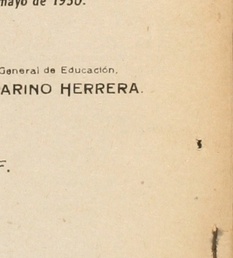 mayo de 1930.
General de Educación,
ARINO HERRERA.
F.